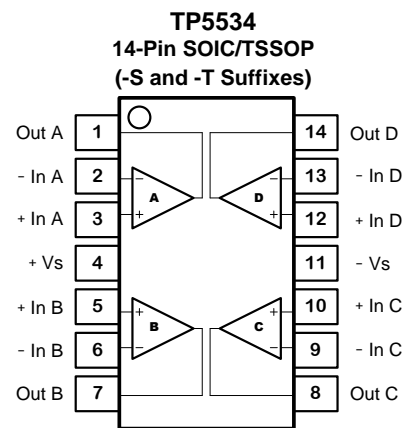 TP5534
14-Pin SOIC/TSSOP
(-S and -T Suffixes)
Out A 1 14 Out D
- In A 2 - - 13 - In D
A D
+ In A 3 + + 12 + In D
+ Vs 4 11 - Vs
+ In B 5 + + 10 + In C
B C
- In B 6 - - 9 - In C
Out B 7 8 Out C